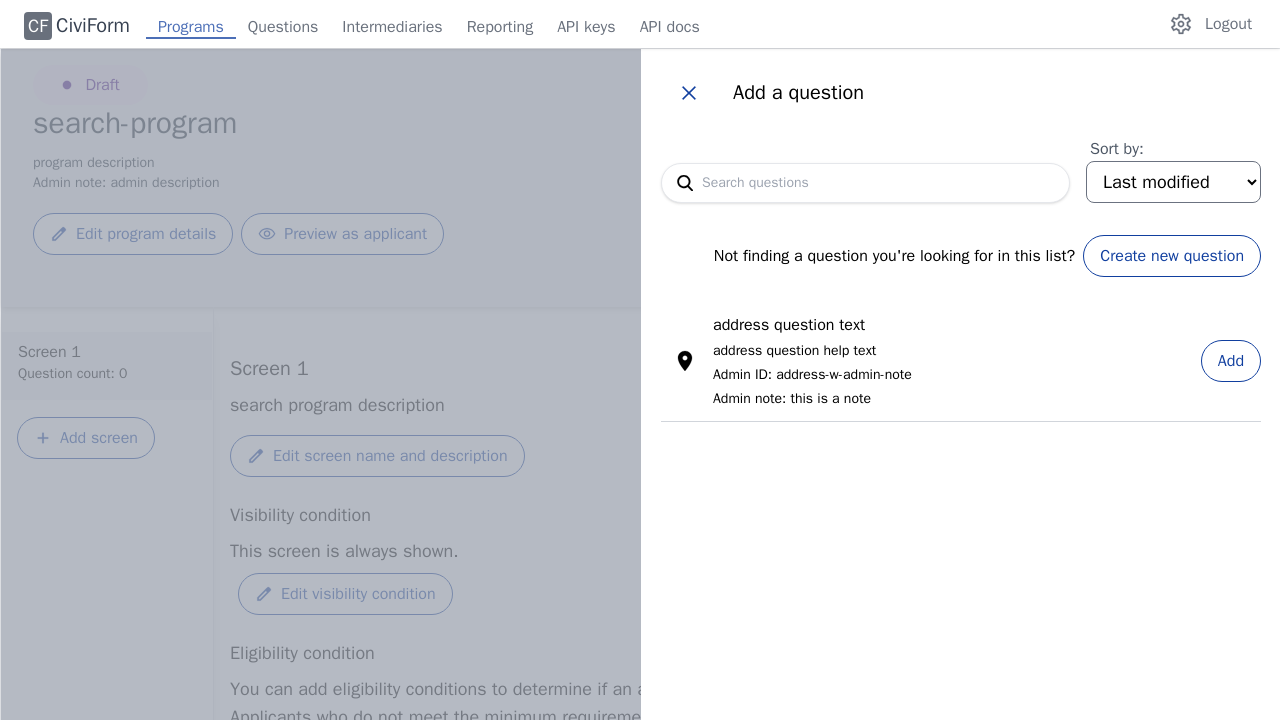 CF CiviForm Programs Questions Intermediaries Reporting API keys API docs Logout
Draft
search-program
program description
Admin note: admin description
Edit program details Preview as applicant
Screen 1
Question count: 0
Add screen
Screen 1
search program description
Edit screen name and description
Visibility condition
This screen is always shown.
Edit visibility condition
Eligibility condition
You can add eligibility conditions to determine if an
Applicants who do not meet the minimum
Add a question
Sort by:
Search questions Last modified
Not finding a question you're looking for in this list? Create new question
address question text
address question help text
Admin ID: address-w-admin-note
Admin note: this is a note
Add